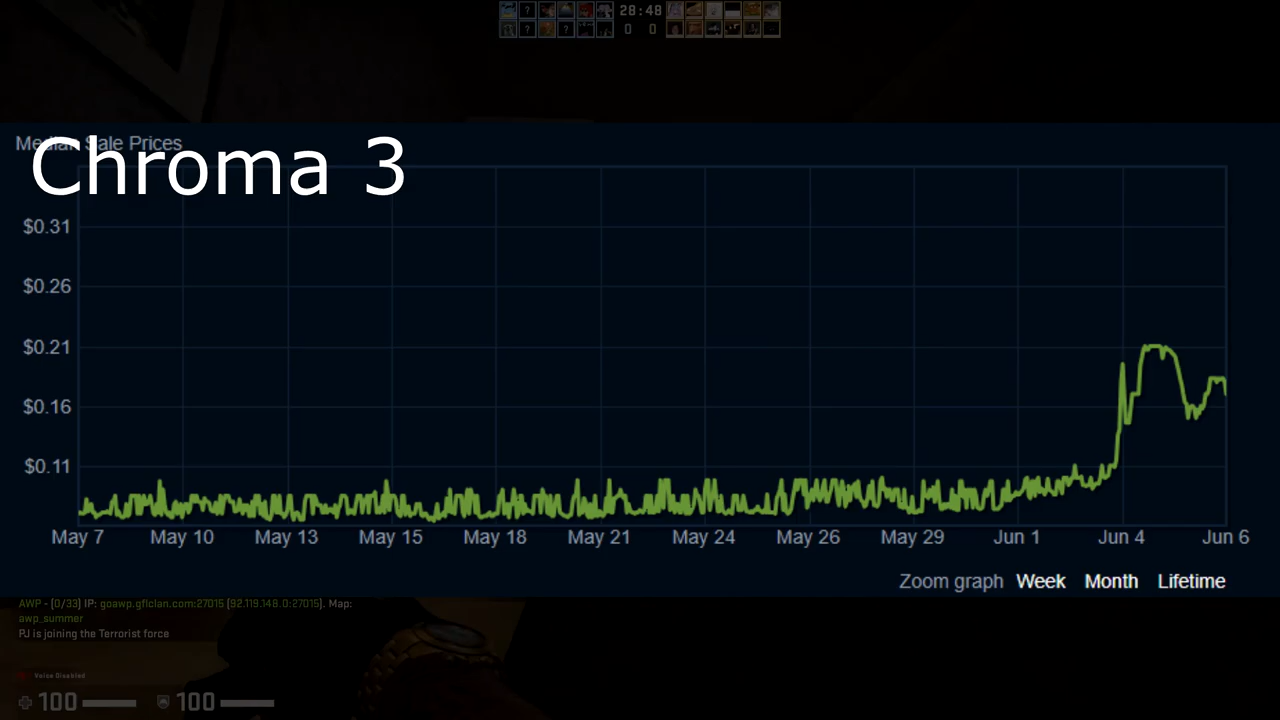 28:48
? 0 0
? ?
Median Sale Prices
Chroma 3
$0.31
$0.26
$0.21
$0.16
$0.11
May 7 May 10 May 13 May 15 May 18 May 21 May 24 May 26 May 29 Jun 1 Jun 4 Jun 6
Zoom graph Week Month Lifetime
AWP - [0/33] IP: goawp.gflclan.com:27015 (92.119.148.0:27015). Map:
awp_summer
PJ is joining the Terrorist force
Voice Disabled
100 100